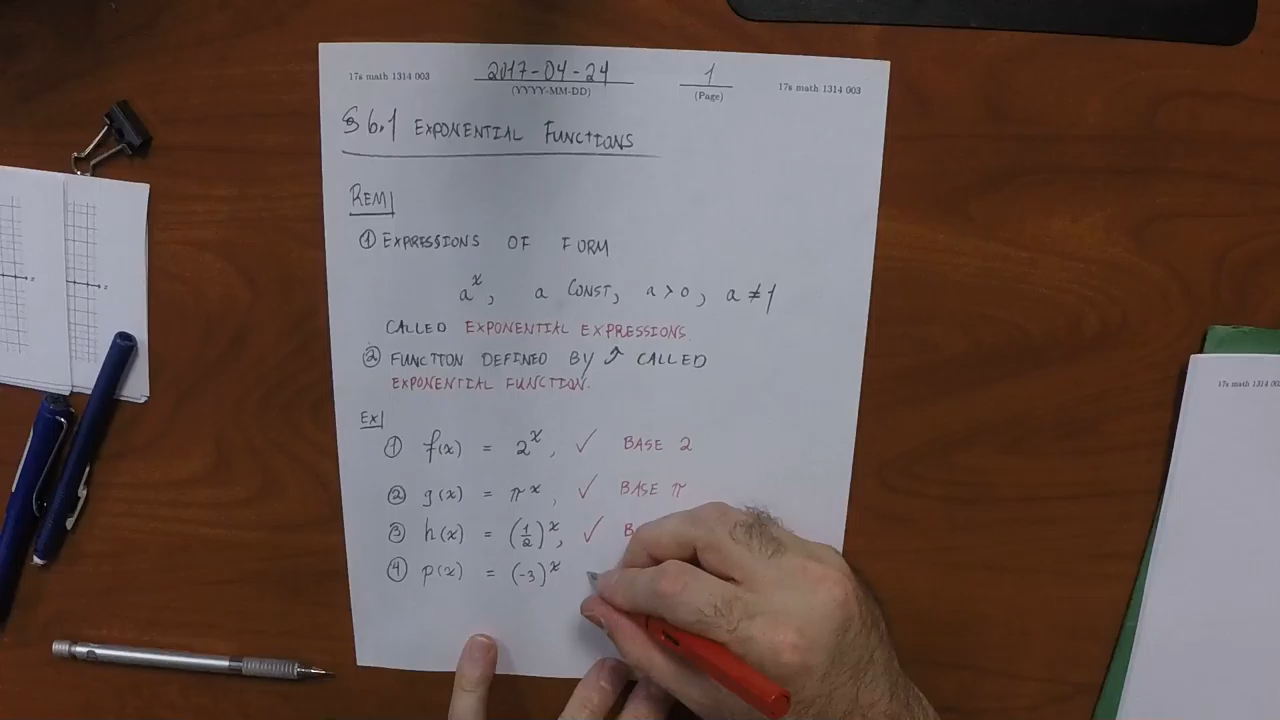 17s math 1314 003
2017-04-24
(YYYY-MM-DD)
1
(Page)
17s math 1314 003
§6.1 EXPONENTIAL FUNCTIONS
REM
① EXPRESSIONS OF FORM
a^x, a CONST, a > 0, a ≠ 1
CALLED EXPONENTIAL EXPRESSIONS.
② FUNCTION DEFINED BY ⤴ CALLED
EXPONENTIAL FUNCTION.
EX
① f(x) = 2^x, ✓ BASE 2
② g(x) = π^x, ✓ BASE π
③ h(x) = (1/2)^x, ✓
④ p(x) = (-3)^x
17s math 1314